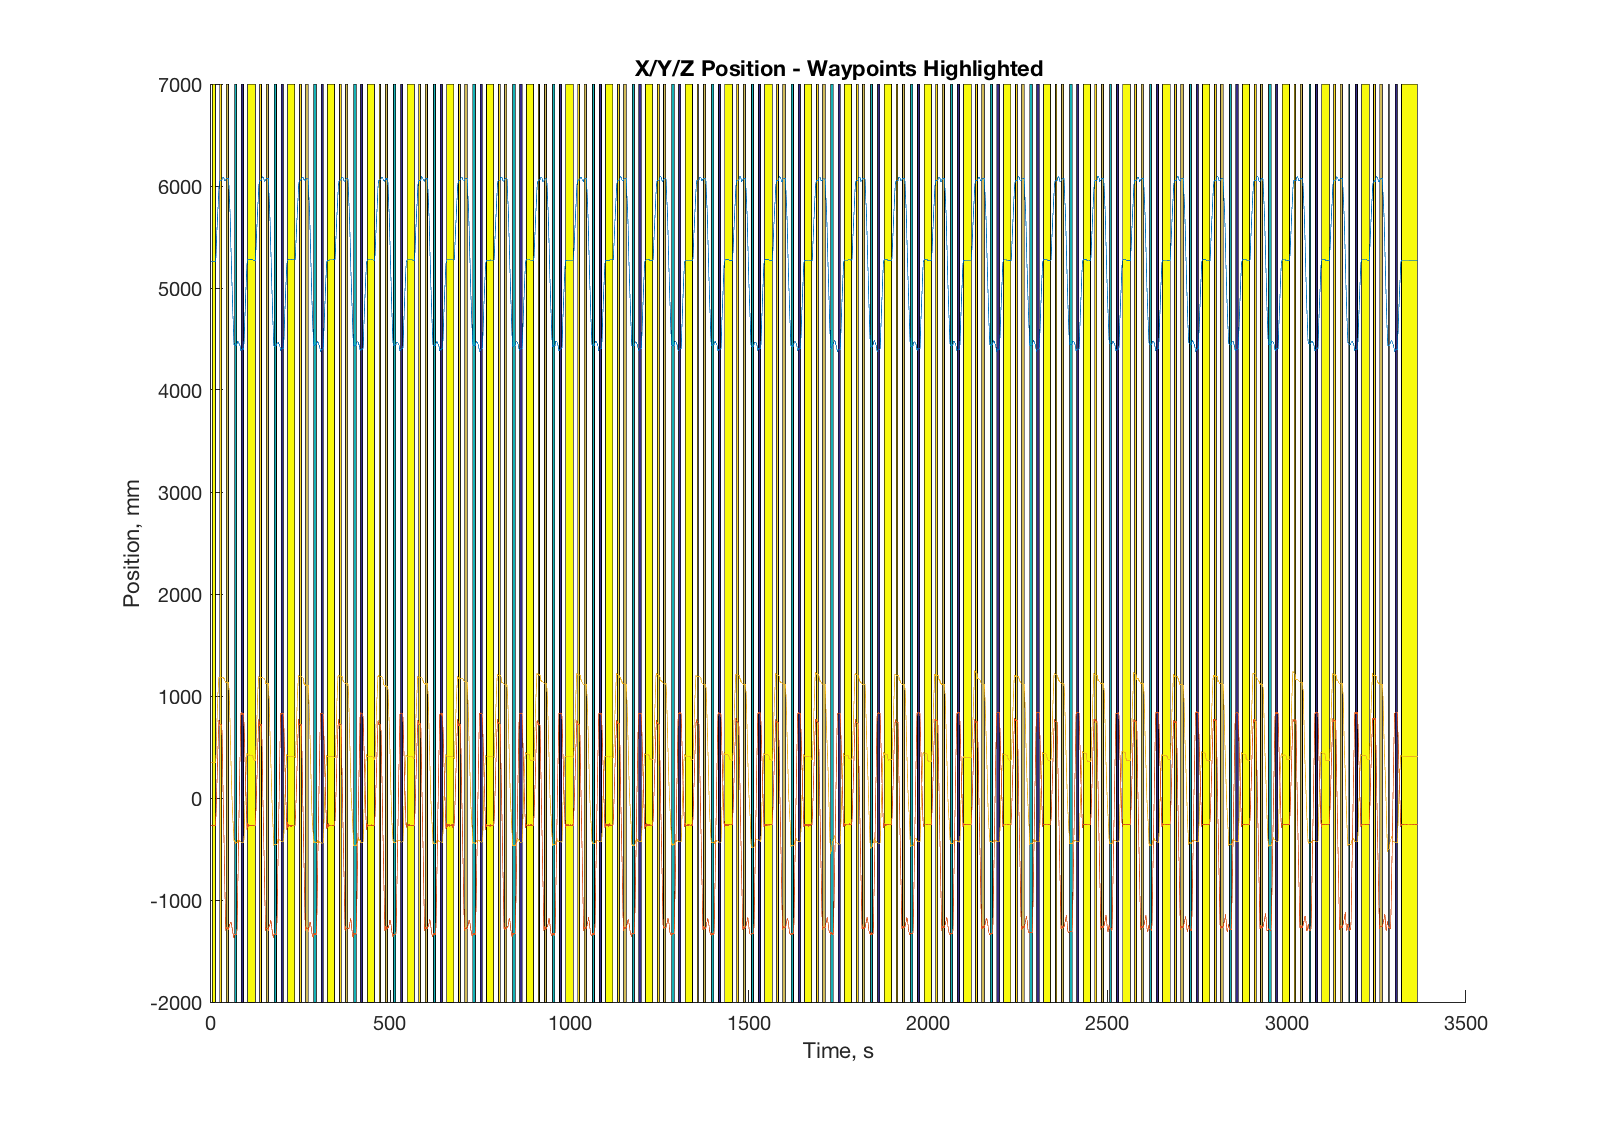 X/Y/Z Position - Waypoints Highlighted
7000
6000
5000
4000
3000
2000
1000
0
-1000
-2000
Position, mm
0 500 1000 1500 2000 2500 3000 3500
Time, s